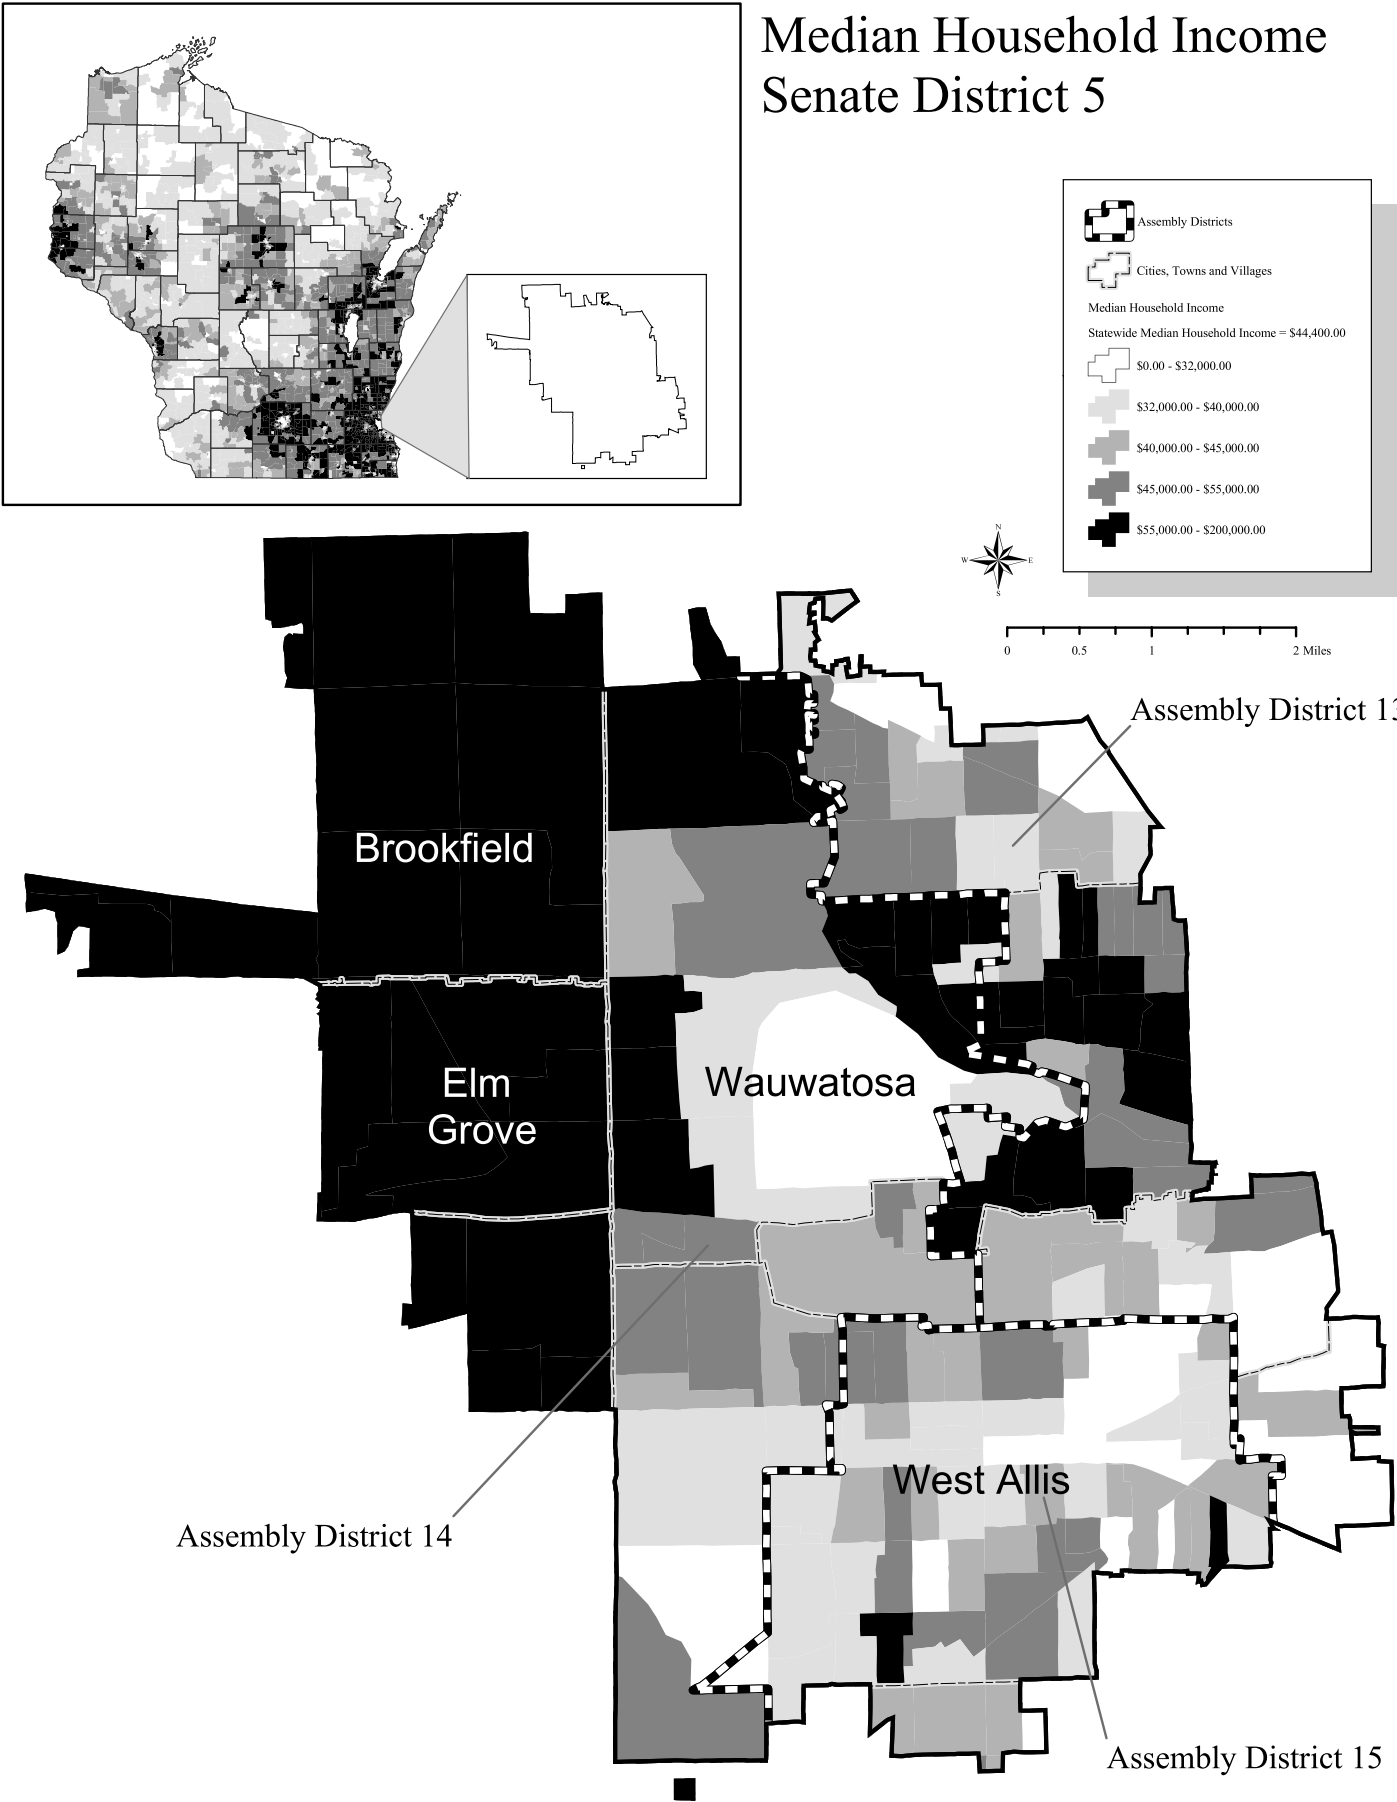 Median Household Income
Senate District 5
Assembly Districts
Cities, Towns and Villages
Median Household Income
Statewide Median Household Income = $44,400.00
$0.00 - $32,000.00
$32,000.00 - $40,000.00
$40,000.00 - $45,000.00
$45,000.00 - $55,000.00
$55,000.00 - $200,000.00
N
W E
S
0 0.5 1 2 Miles
Assembly District 13
Brookfield
Elm
Grove
Wauwatosa
West Allis
Assembly District 14
Assembly District 15